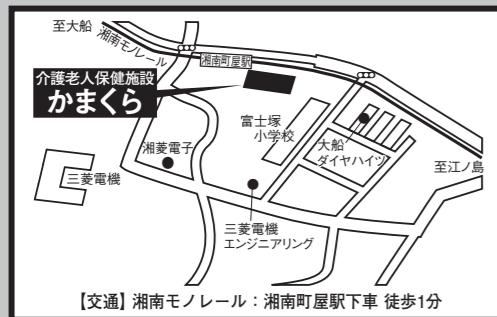 至大船
湘南モノレール
湘南町屋駅
介護老人保健施設
かまくら
富士塚
小学校
大船
ダイヤハイツ
至江ノ島
湘菱電子
三菱電機
三菱電機
エンジニアリング
【交通】湘南モノレール：湘南町屋駅下車 徒歩1分